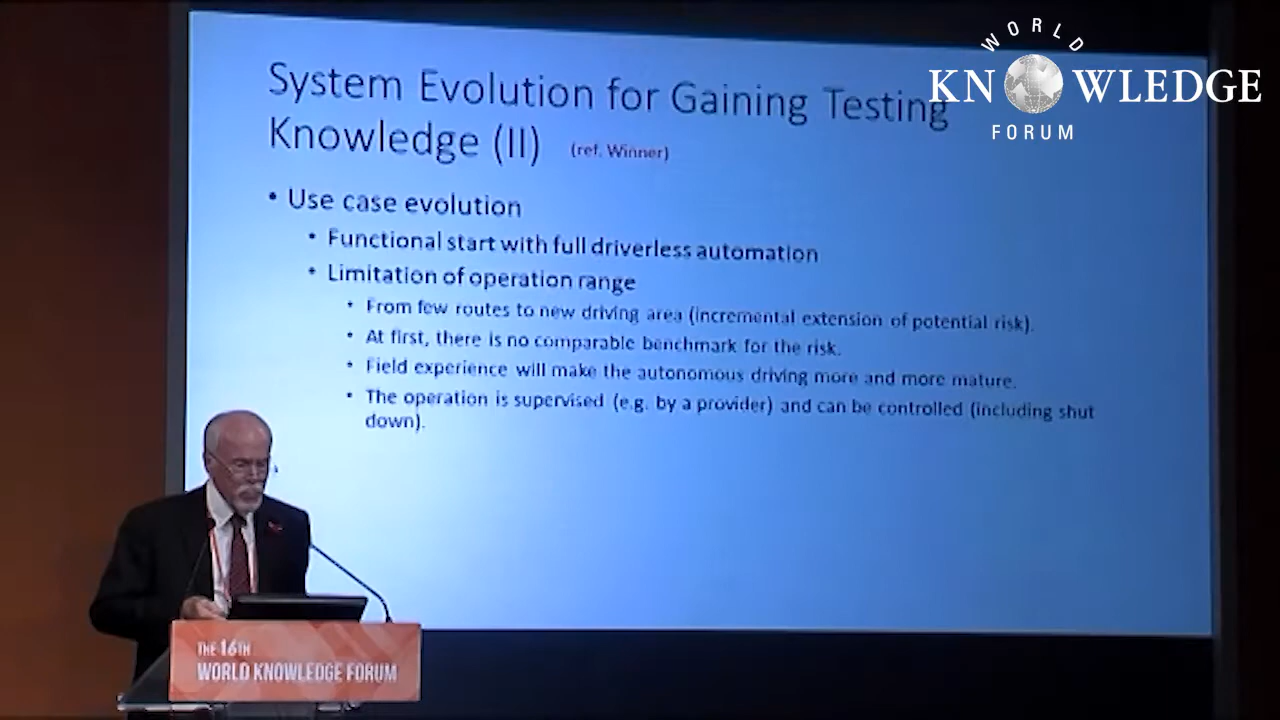 System Evolution for Gaining Testing
Knowledge (II) (ref. Winner)
• Use case evolution
• Functional start with full driverless automation
• Limitation of operation range
• From few routes to new driving area (incremental extension of potential risk).
• At first, there is no comparable benchmark for the risk.
• Field experience will make the autonomous driving more and more mature.
• The operation is supervised (e.g. by a provider) and can be controlled (including shut
down).
WORLD
KNOWLEDGE
FORUM
THE 16TH
WORLD KNOWLEDGE FORUM